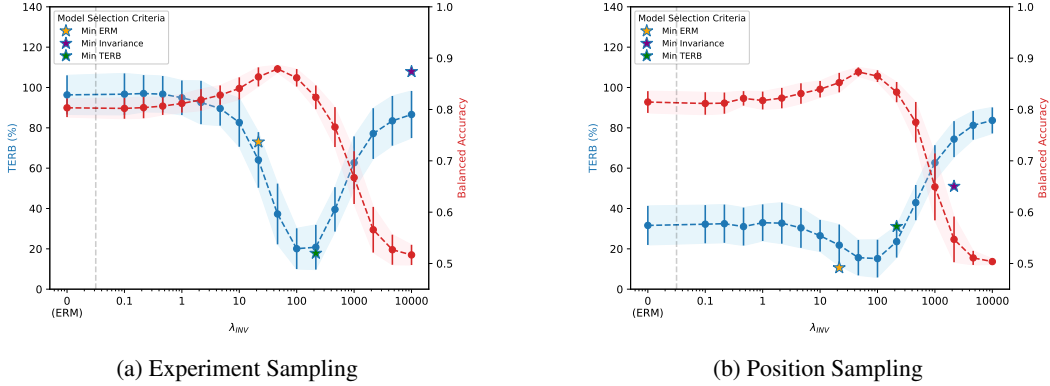 140
120
100
80
60
40
20
0
TERB (%)
Model Selection Criteria
Min ERM
Min Invariance
Min TERB
1.0
0.9
0.8
0.7
0.6
0.5
Balanced Accuracy
0 0.1 1 10 100 1000 10000
(ERM)
λINV
(a) Experiment Sampling
140
120
100
80
60
40
20
0
TERB (%)
Model Selection Criteria
Min ERM
Min Invariance
Min TERB
1.0
0.9
0.8
0.7
0.6
0.5
Balanced Accuracy
0 0.1 1 10 100 1000 10000
(ERM)
λINV
(b) Position Sampling